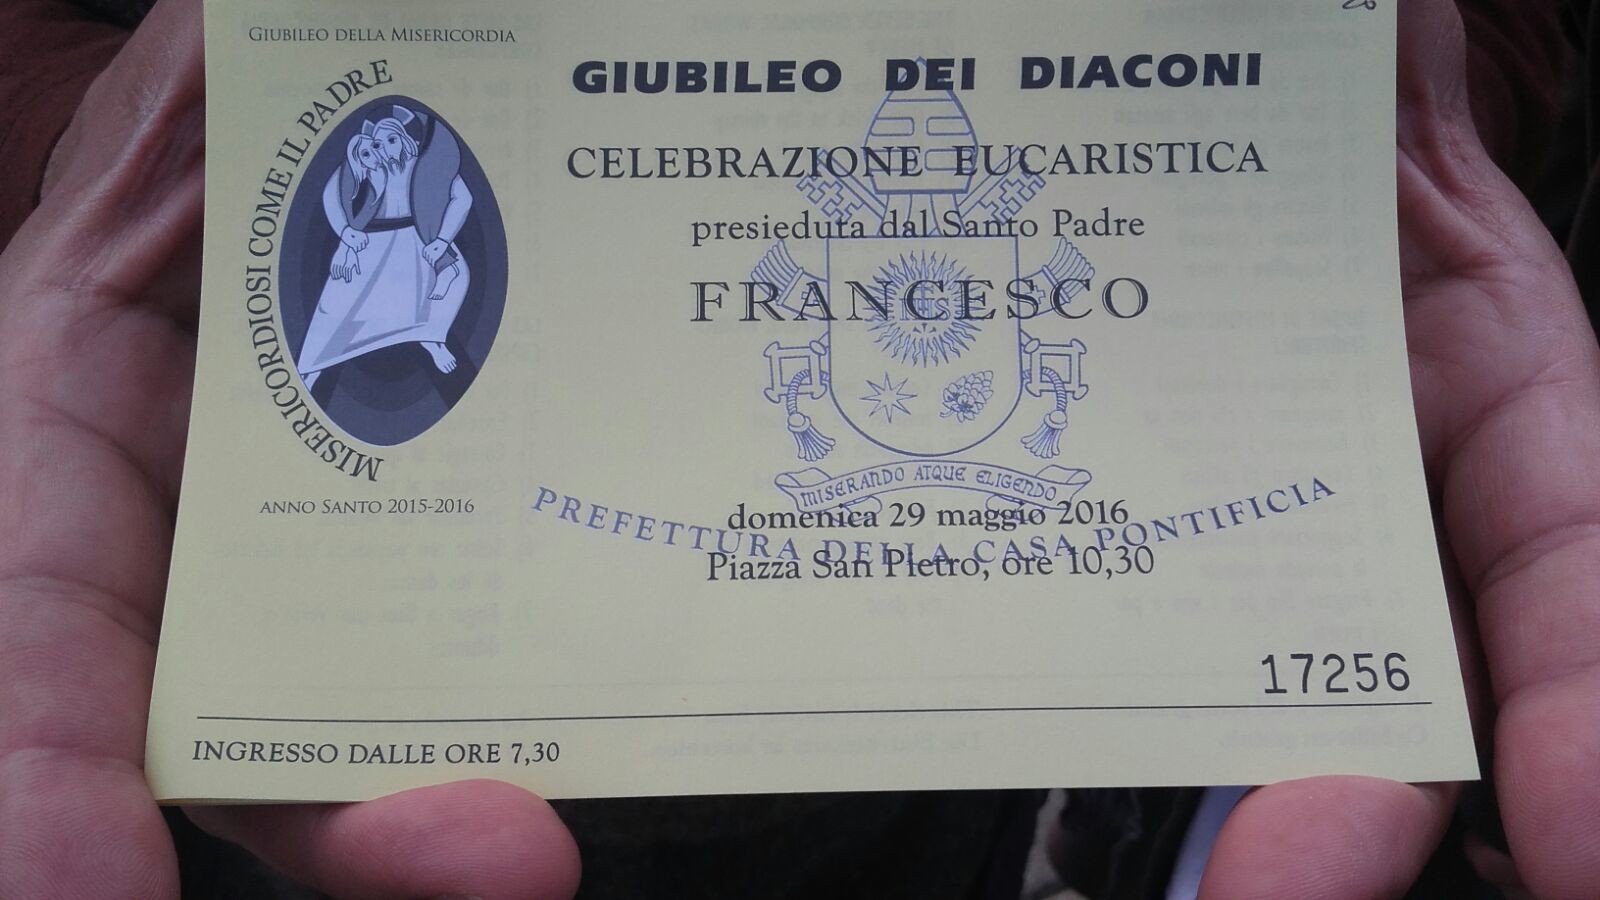 GIUBILEO DELLA MISERICORDIA
MISERICORDIOSI COME IL PADRE
ANNO SANTO 2015-2016
GIUBILEO DEI DIACONI
CELEBRAZIONE EUCARISTICA
presieduta dal Santo Padre
FRANCESCO
IHS
MISERANDO ATQUE ELIGENDO
domenica 29 maggio 2016
PREFETTURA DELLA CASA PONTIFICIA
Piazza San Pietro, ore 10,30
17256
INGRESSO DALLE ORE 7,30